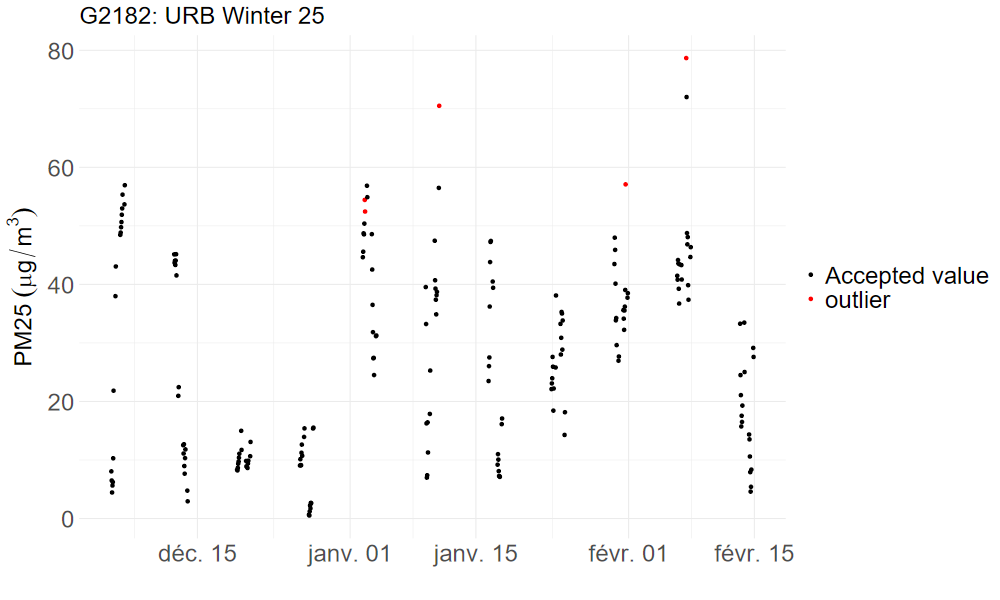 G2182: URB Winter 25
PM25 (μg/m³)
80
60
40
20
0
déc. 15
janv. 01
janv. 15
févr. 01
févr. 15
Accepted value
outlier